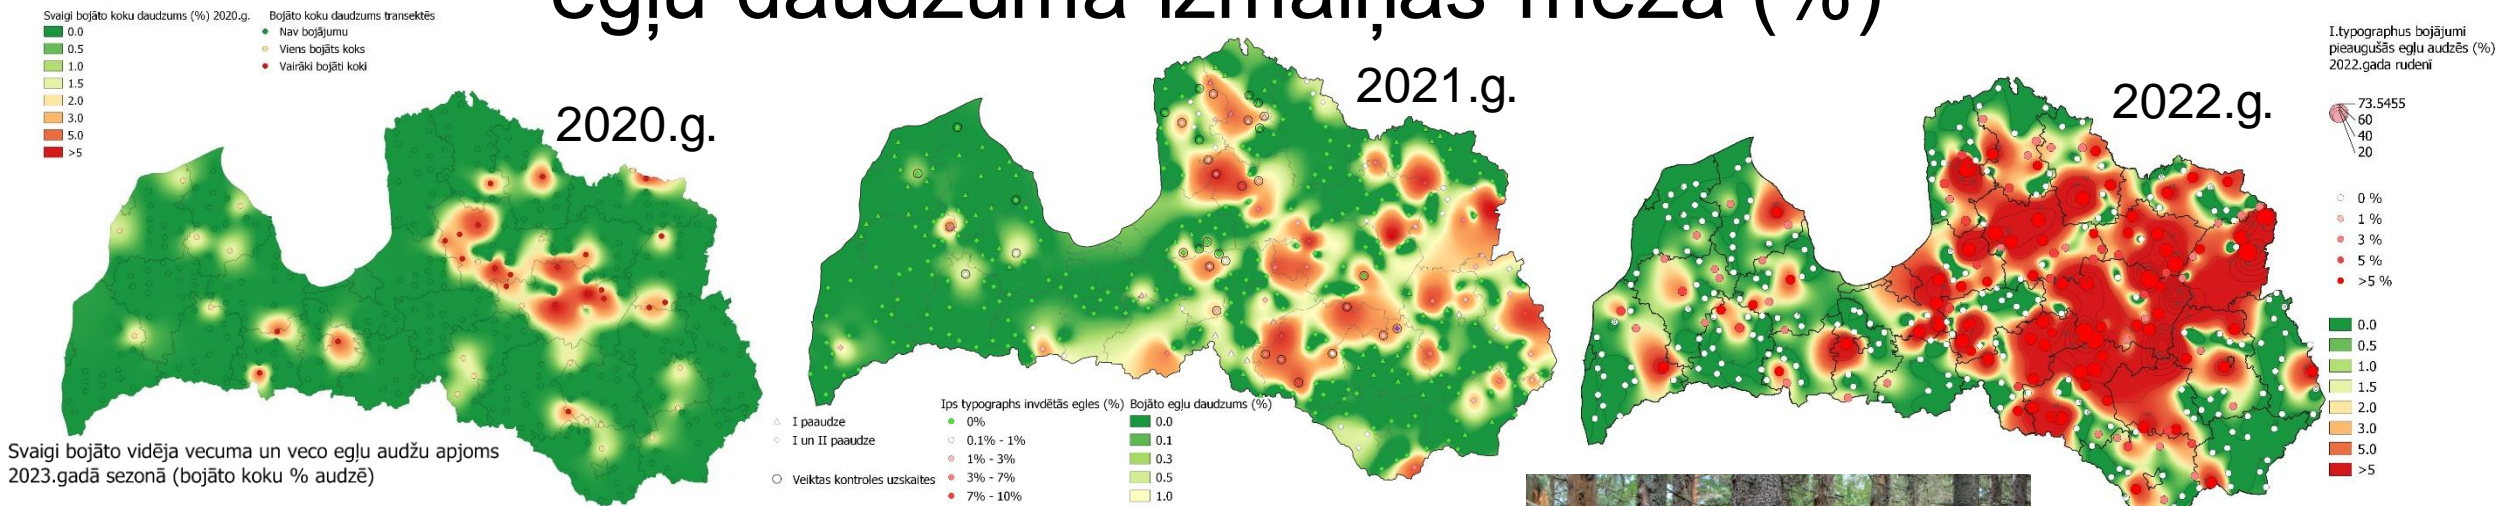 egļu daudzuma izmaiņas mežā (%)
Svaigi bojāto koku daudzums (%) 2020.g.
0.0
0.5
1.0
1.5
2.0
3.0
5.0
>5
Bojāto koku daudzums transektēs
Nav bojājumu
Viens bojāts koks
Vairāki bojāti koki
2020.g.
2021.g.
2022.g.
I.typographus bojājumi
pieaugušās egļu audzēs (%)
2022.gada rudenī
73.5455
60
40
20
0 %
1 %
3 %
5 %
>5 %
0.0
0.5
1.0
1.5
2.0
3.0
5.0
>5
I paaudze
I un II paaudze
Veiktas kontroles uzskaites
Ips typographs invdētās egles (%)
0%
0.1% - 1%
1% - 3%
3% - 7%
7% - 10%
Bojāto egļu daudzums (%)
0.0
0.1
0.3
0.5
1.0
Svaigi bojāto vidēja vecuma un veco egļu audžu apjoms
2023.gadā sezonā (bojāto koku % audzē)